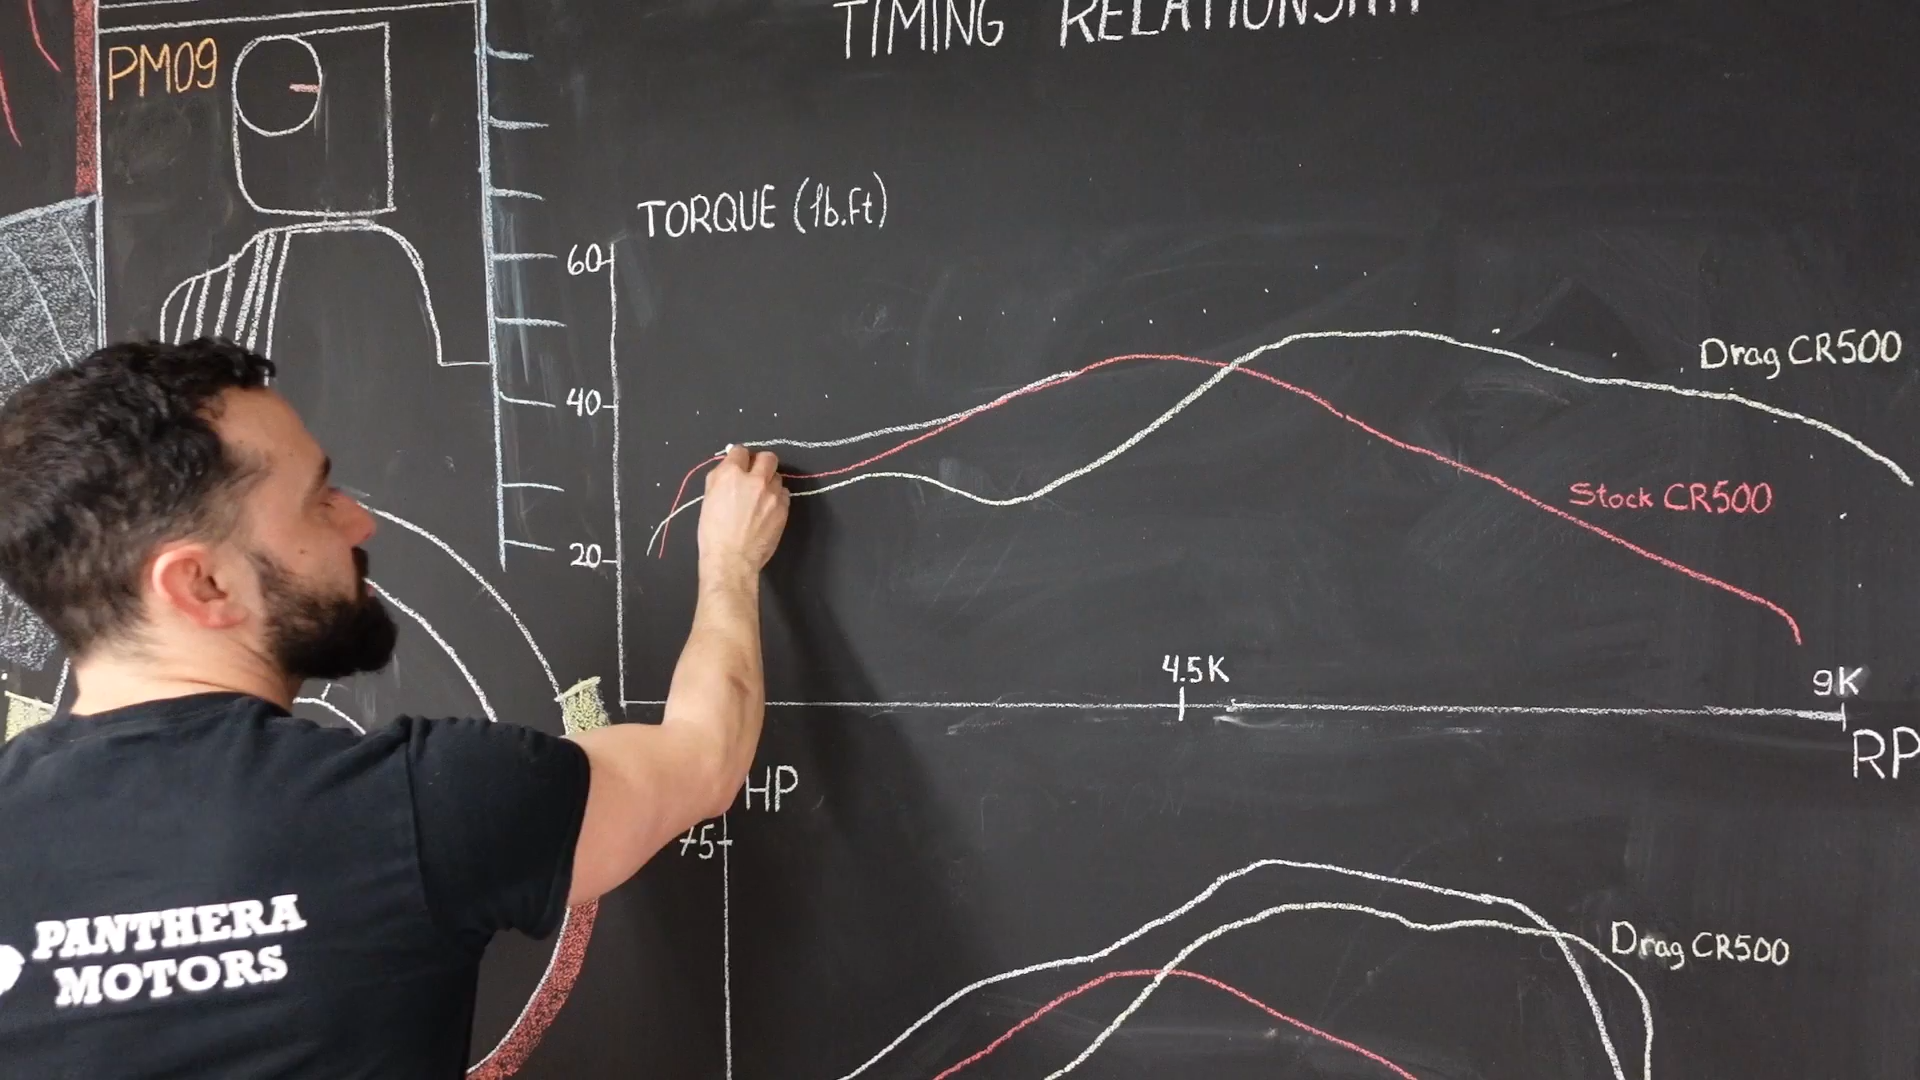 TIMING RELATIONSHIP
PM09
TORQUE (lb.ft)
60
Drag CR500
40
Stock CR500
20
4.5K
9K
RP
HP
75
Drag CR500
PANTHERA
MOTORS